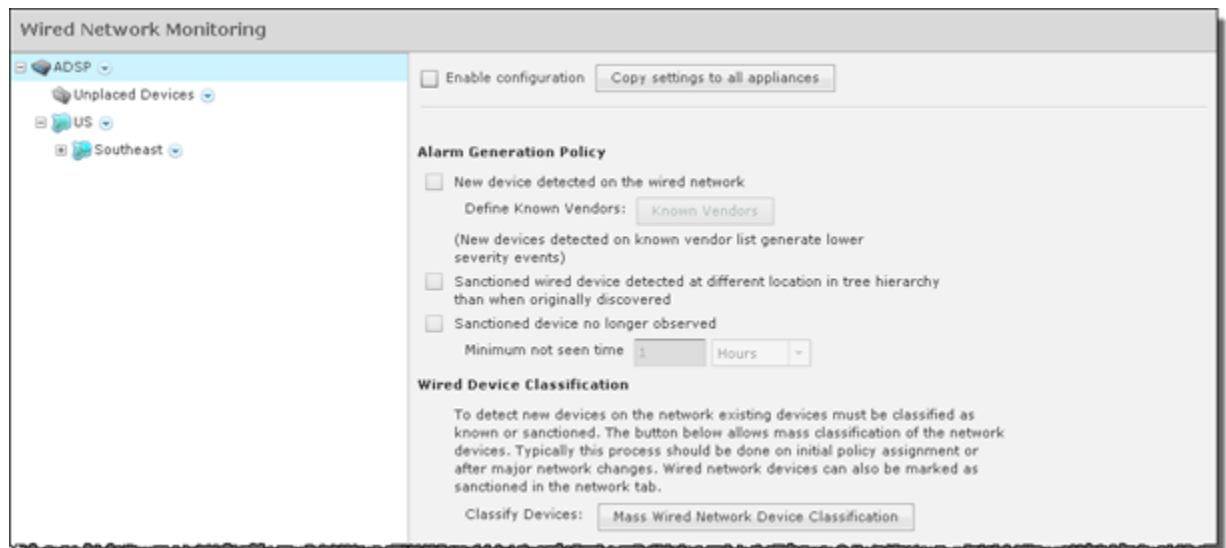 Wired Network Monitoring
ADSP
Unplaced Devices
US
Southeast
Enable configuration
Copy settings to all appliances
Alarm Generation Policy
New device detected on the wired network
Define Known Vendors: Known Vendors
(New devices detected on known vendor list generate lower
severity events)
Sanctioned wired device detected at different location in tree hierarchy
than when originally discovered
Sanctioned device no longer observed
Minimum not seen time 1 Hours
Wired Device Classification
To detect new devices on the network existing devices must be classified as
known or sanctioned. The button below allows mass classification of the network
devices. Typically this process should be done on initial policy assignment or
after major network changes. Wired network devices can also be marked as
sanctioned in the network tab.
Classify Devices: Mass Wired Network Device Classification